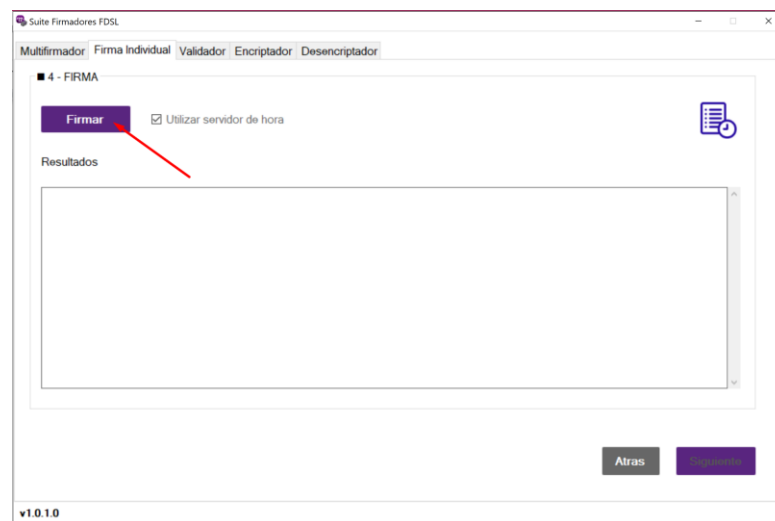 Suite Firmadores FDSL
Multifirmador Firma Individual Validador Encriptador Desencriptador
4 - FIRMA
Firmar Utilizar servidor de hora
Resultados
Atras Siguiente
v1.0.1.0